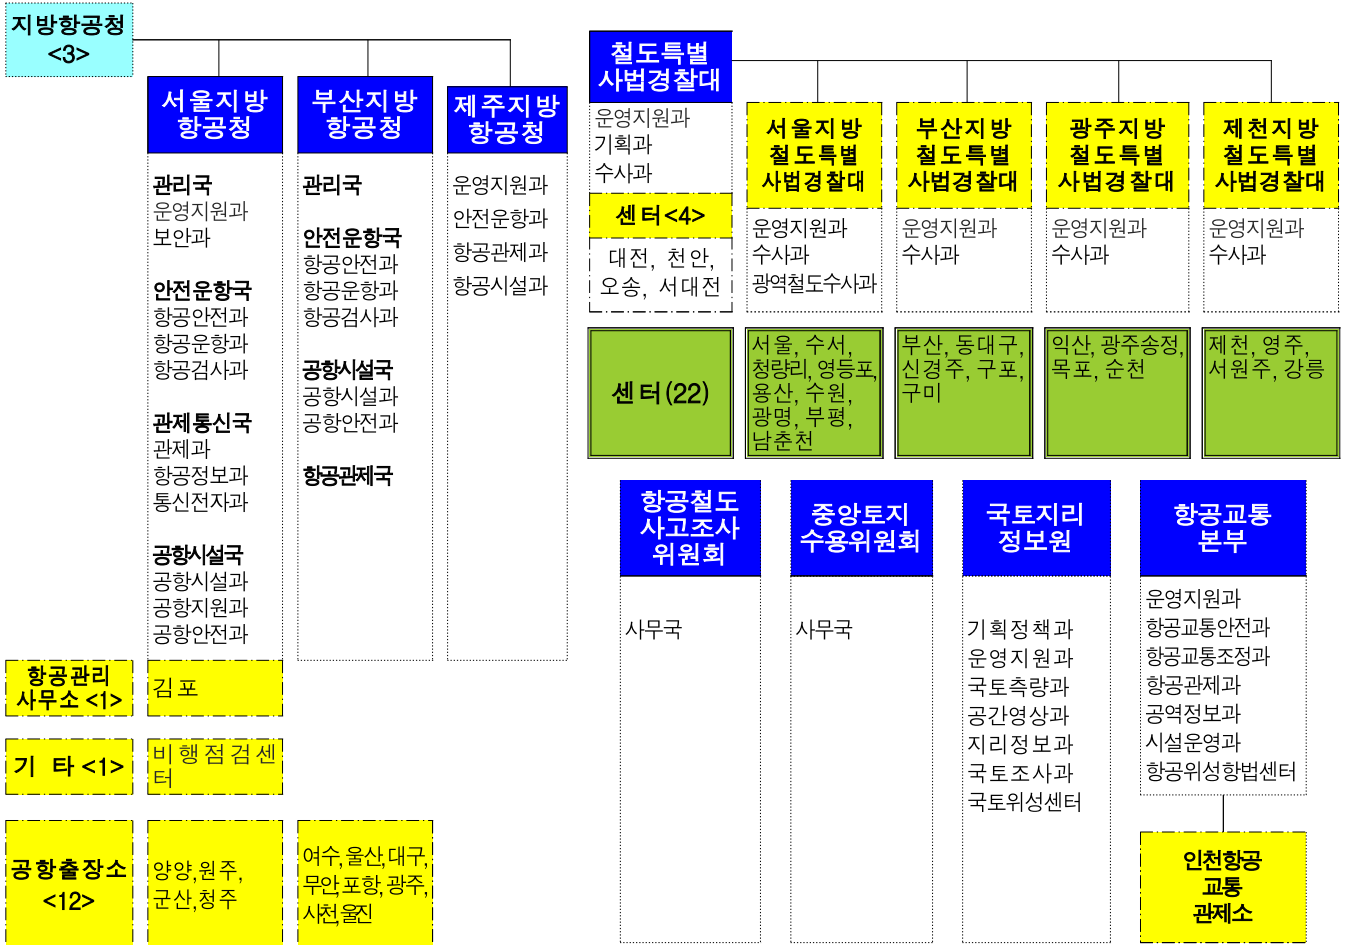 지방항공청
<3>
서울지방
항공청
관리국
운영지원과
보안과
안전운항국
항공안전과
항공운항과
항공검사과
관제통신국
관제과
항공정보과
통신전자과
공항시설국
공항시설과
공항지원과
공항안전과
부산지방
항공청
관리국
안전운항국
항공안전과
항공운항과
항공검사과
공항시설국
공항시설과
공항안전과
항공관제국
제주지방
항공청
운영지원과
안전운항과
항공관제과
항공시설과
항공관리
사무소 <1>
김포
기 타 <1>
비행점검센
터
공항출장소
<12>
양양,원주,
군산,청주
여수,울산,대구,
무안,포항,광주,
사천,울진
철도특별
사법경찰대
운영지원과
기획과
수사과
센터<4>
대전, 천안,
오송, 서대전
서울지방
철도특별
사법경찰대
운영지원과
수사과
광역철도수사과
부산지방
철도특별
사법경찰대
운영지원과
수사과
광주지방
철도특별
사법경찰대
운영지원과
수사과
제천지방
철도특별
사법경찰대
운영지원과
수사과
센터(22)
서울, 수서,
청량리, 영등포,
용산, 수원,
광명, 부평,
남춘천
부산, 동대구,
신경주, 구포,
구미
익산, 광주송정,
목포, 순천
제천, 영주,
서원주, 강릉
항공철도
사고조사
위원회
사무국
중앙토지
수용위원회
사무국
국토지리
정보원
기획정책과
운영지원과
국토측량과
공간영상과
지리정보과
국토조사과
국토위성센터
항공교통
본부
운영지원과
항공교통안전과
항공교통조정과
항공관제과
공역정보과
시설운영과
항공위성항법센터
인천항공
교통
관제소